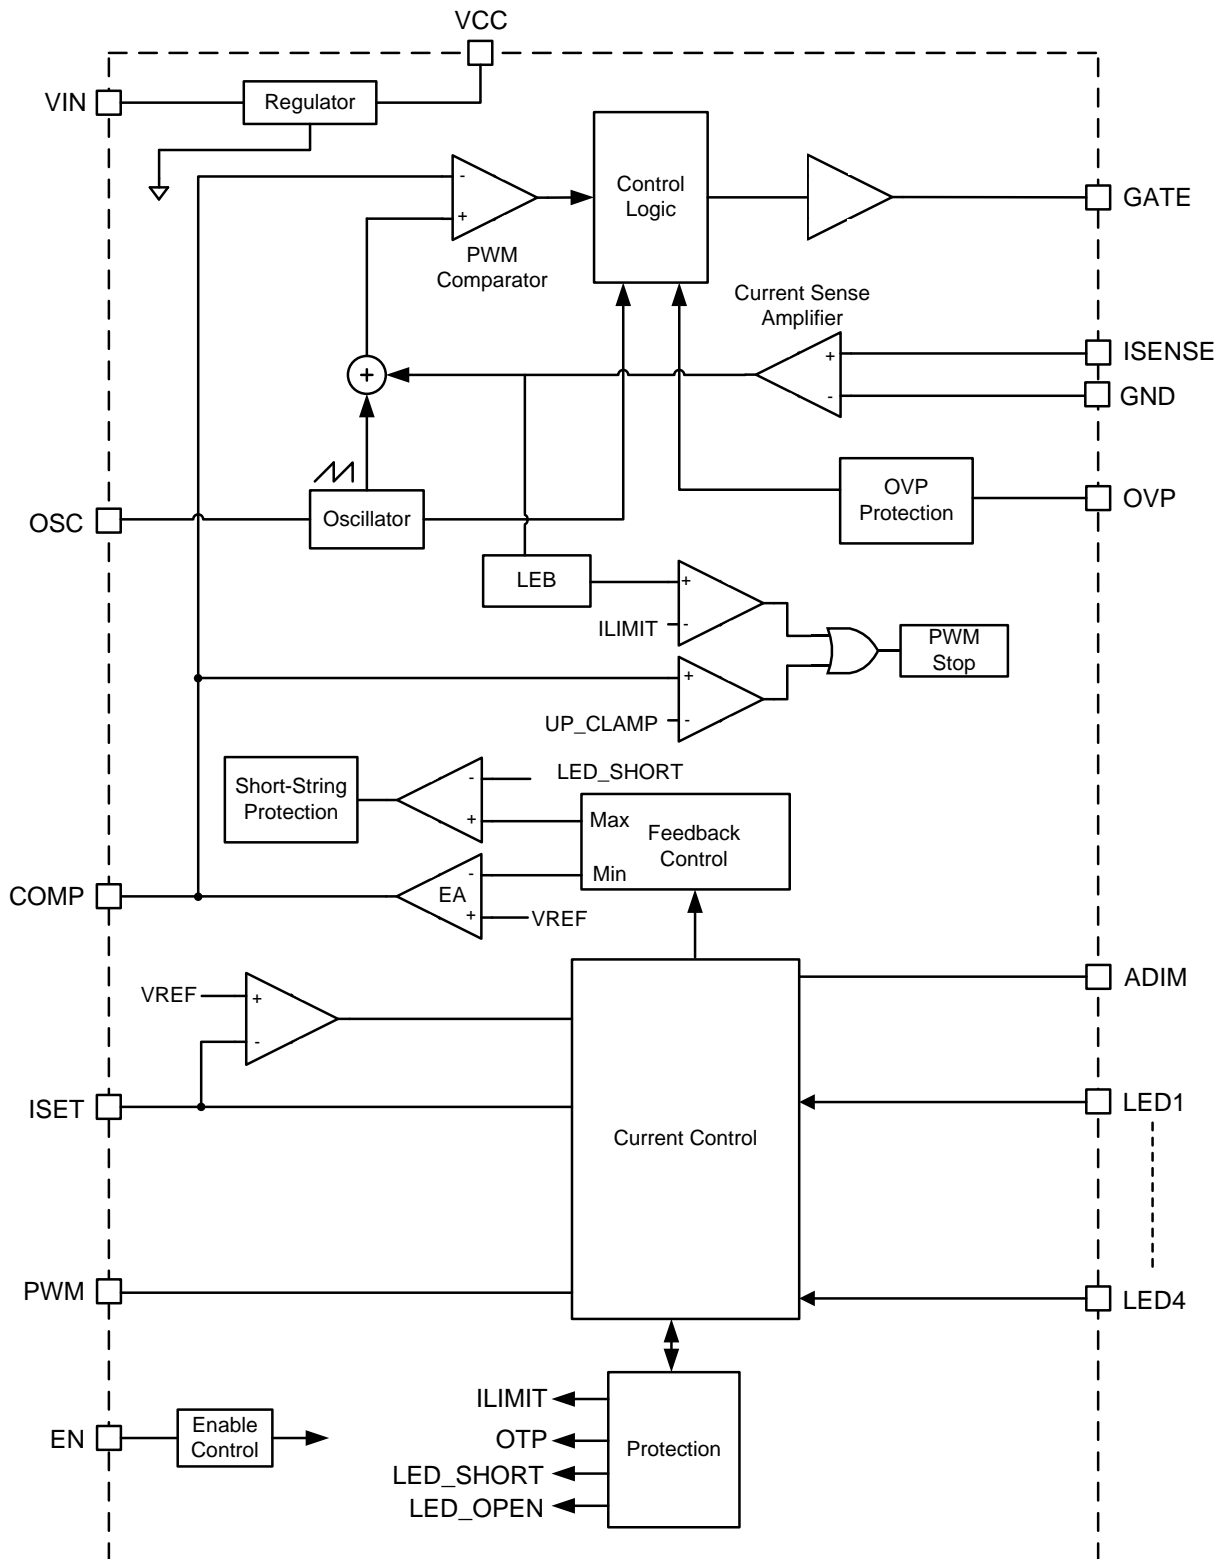 VCC
VIN
Regulator
-
+
PWM
Comparator
Control
Logic
GATE
Current Sense
Amplifier
+
-
ISENSE
GND
+
OSC
Oscillator
OVP
Protection
OVP
LEB
+
-
ILIMIT
PWM
Stop
+
-
UP_CLAMP
Short-String
Protection
-
+
LED_SHORT
Max
Min
Feedback
Control
COMP
EA
-
+
VREF
VREF
+
-
ADIM
ISET
Current Control
LED1
PWM
LED4
EN
Enable
Control
ILIMIT
OTP
LED_SHORT
LED_OPEN
Protection